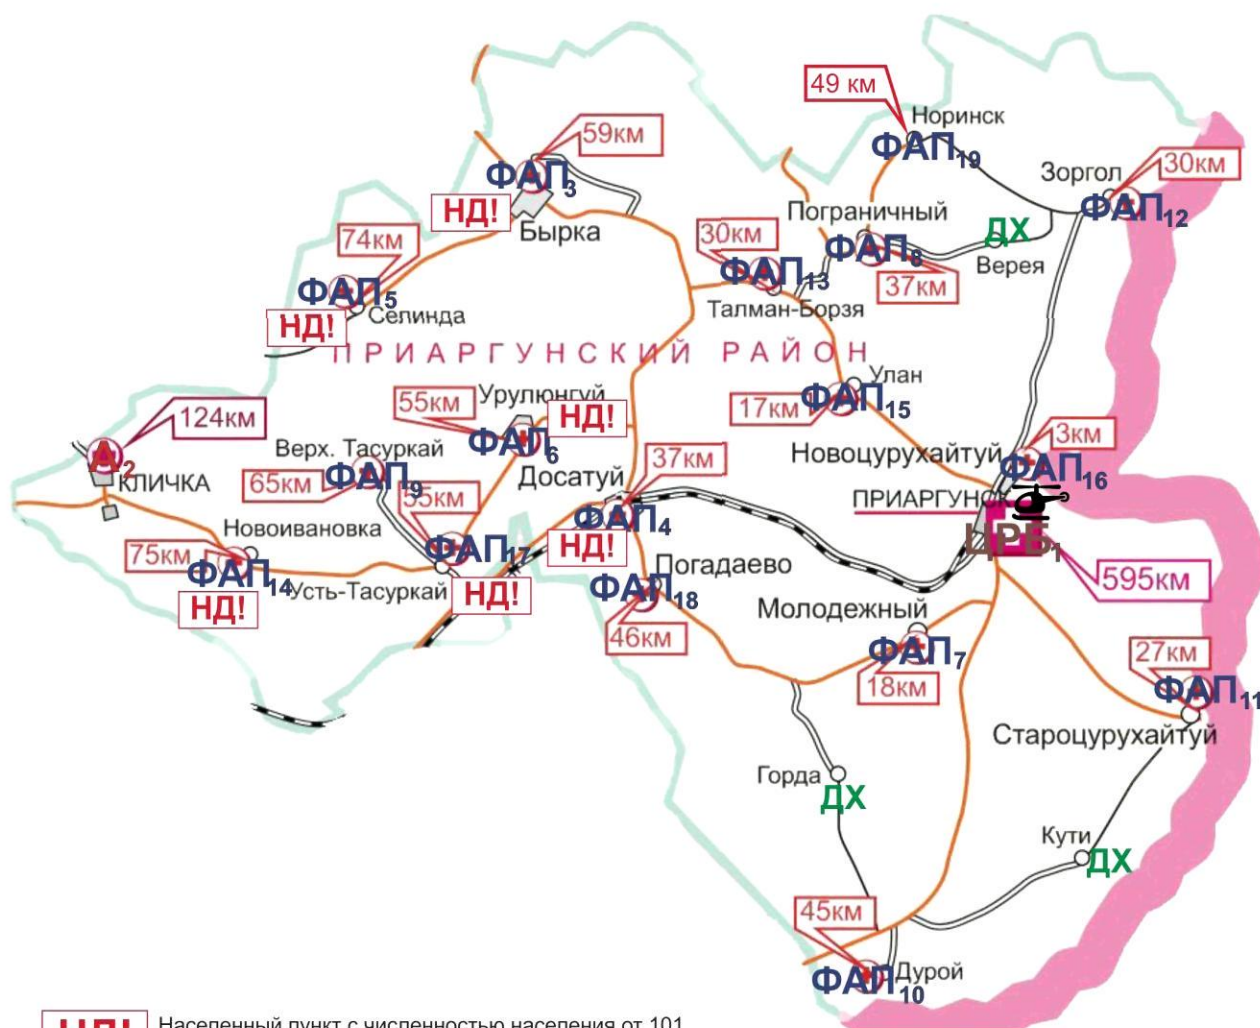 49 км
Норинск
ФАП19
59км
ФАП3
НД!
Бырка
Зоргол
30км
ФАП12
74км
ФАП5
Селинда
НД!
Пограничный
30км
ФАП13
ФАП8
ДХ
Верея
37км
Талман-Борзя
ПРИАРГУНСКИЙ РАЙОН
Улан
17км
ФАП15
Урулюнгуй
55км
НД!
ФАП6
124км
А2
КЛИЧКА
Верх. Тасуркай
65км
ФАП9
55км
Досатуй
37км
ФАП4
НД!
Новоцурухайтуй
3км
ФАП16
ПРИАРГУНСК
ЦРБ1
595км
Новоивановка
75км
ФАП14
НД!
ФАП17
Усть-Тасуркай
НД!
Погадаево
ФАП18
46км
Молодежный
ФАП7
18км
27км
ФАП11
Староцурухайтуй
Горда
ДХ
Кути
ДХ
45км
ФАП10
Дурой
НД! Населенный пункт с численностью населения от 101